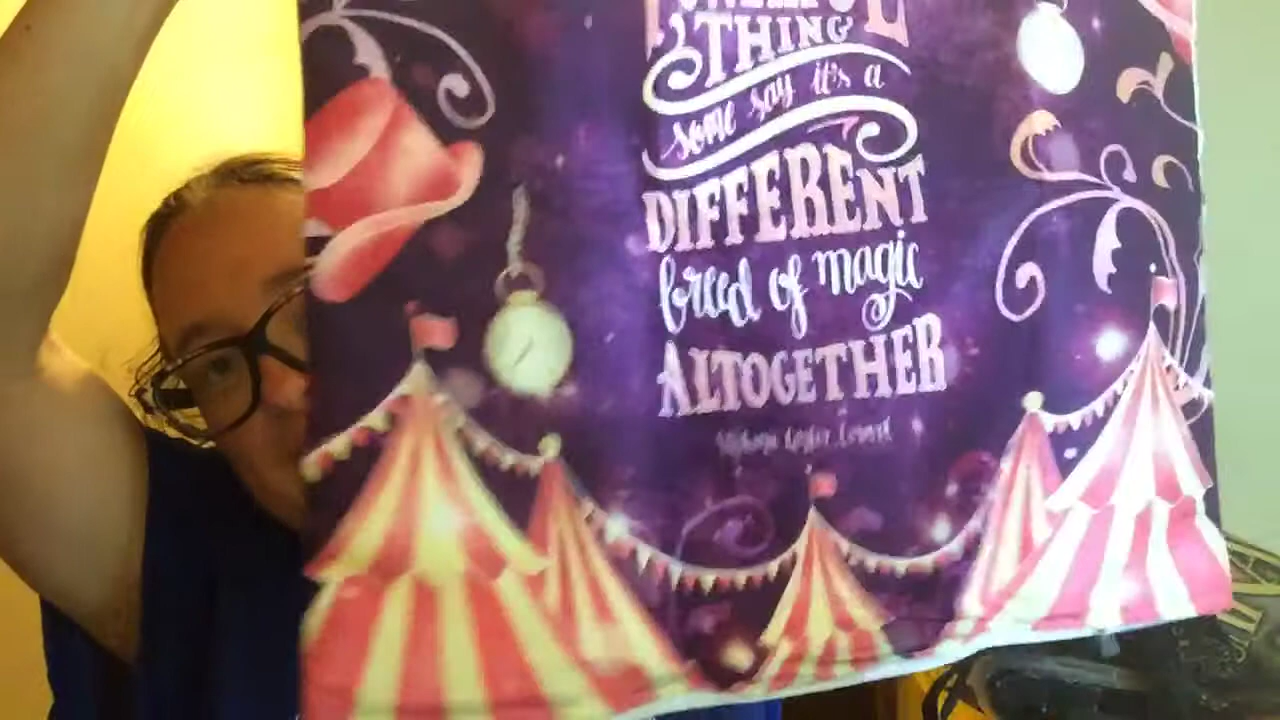 THING
some say it's a
DIFFERENT
breed of magic
ALTOGETHER